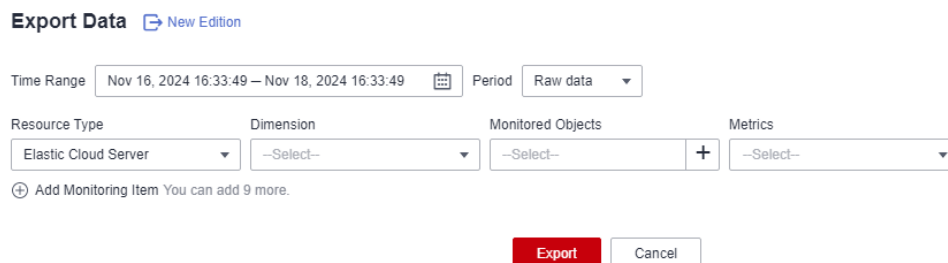 Export Data New Edition
Time Range Nov 16, 2024 16:33:49 — Nov 18, 2024 16:33:49 Period Raw data
Resource Type Dimension Monitored Objects Metrics
Elastic Cloud Server --Select-- --Select-- + --Select--
Add Monitoring Item You can add 9 more.
Export Cancel